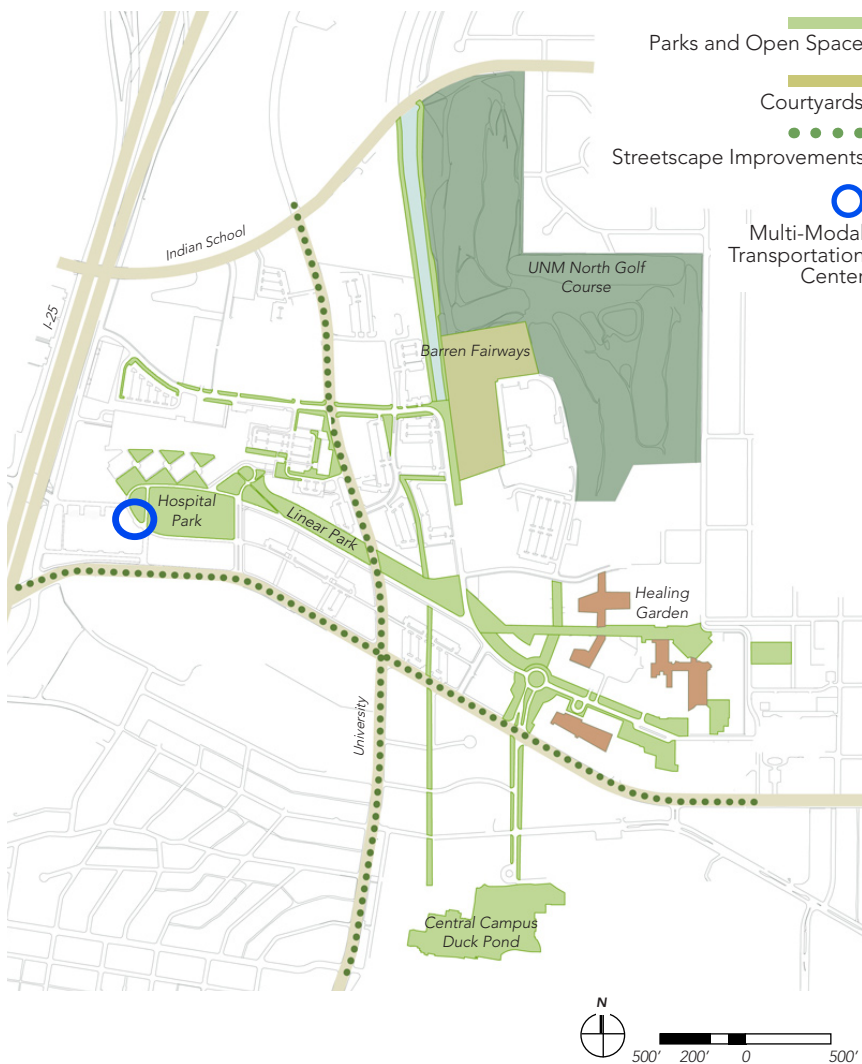 Parks and Open Space
Courtyards
Streetscape Improvements
Multi-Modal
Transportation
Center
Indian School
I-25
UNM North Golf
Course
Barren Fairways
Hospital
Park
Linear Park
Healing
Garden
University
Central Campus
Duck Pond
N
500' 200' 0 500'